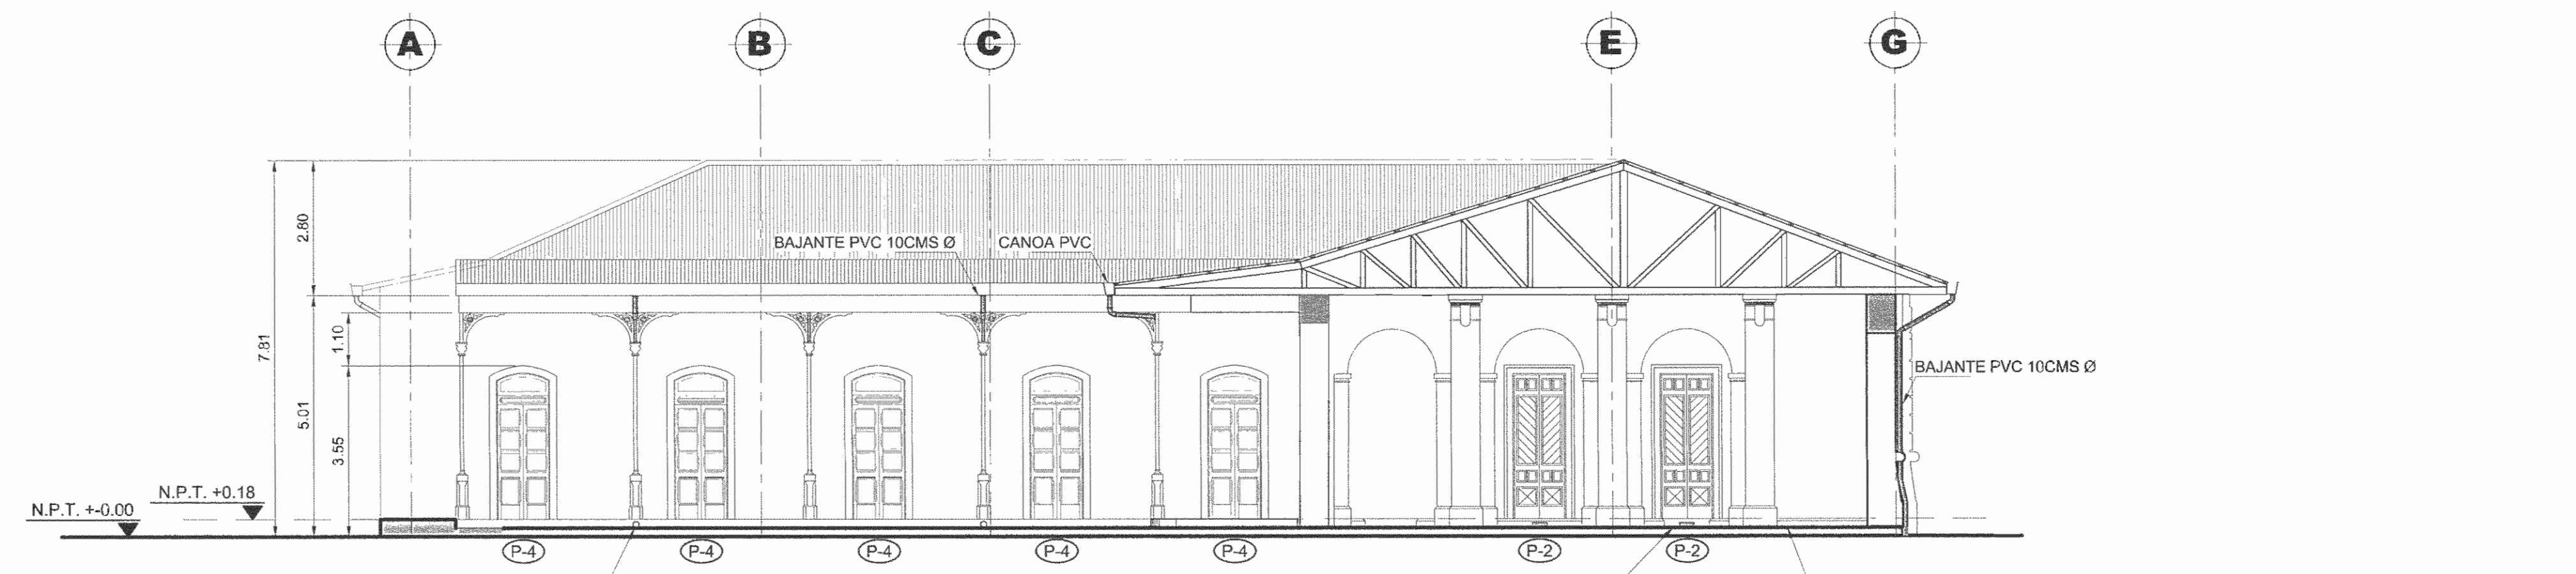 A
B
C
E
G
2.80
7.81
BAJANTE PVC 10CMS Ø
CANOA PVC
1.10
5.01
3.55
BAJANTE PVC 10CMS Ø
N.P.T. +0.18
N.P.T. +-0.00
P-4
P-4
P-4
P-4
P-4
P-2
P-2